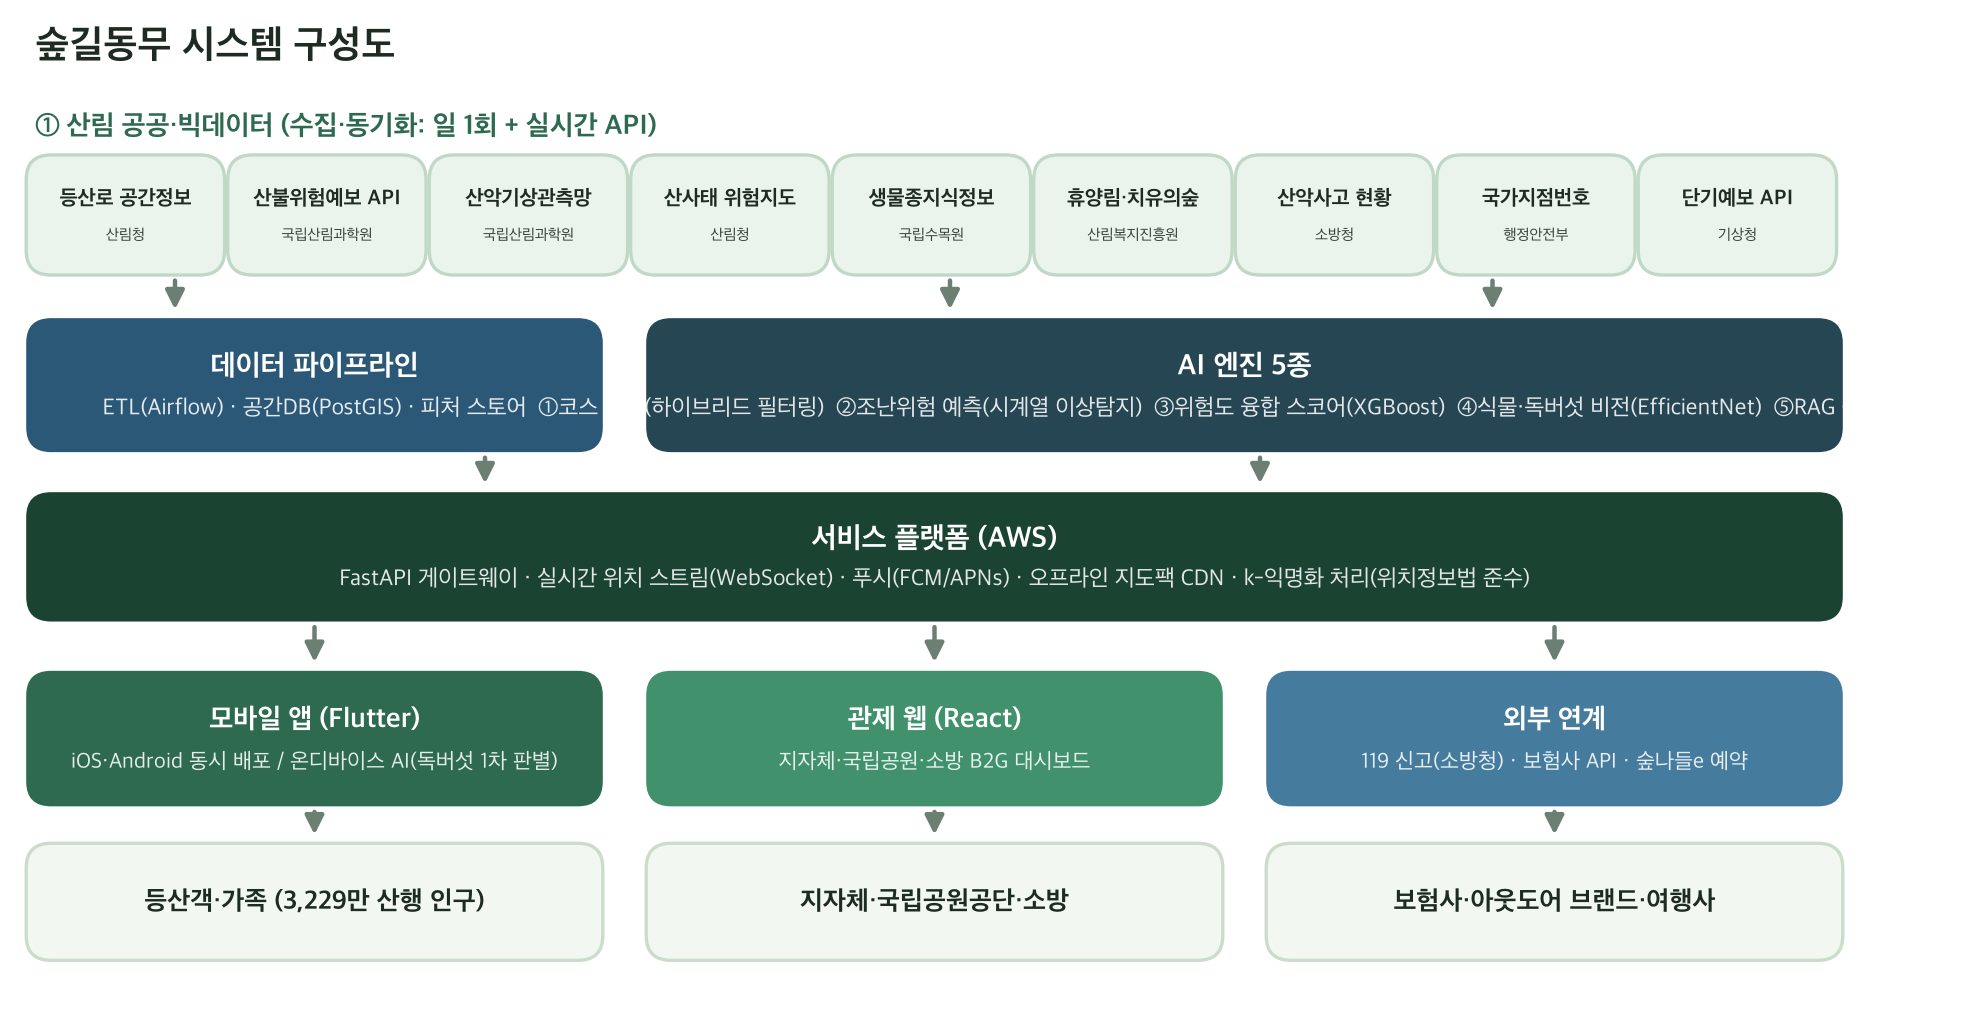 숲길동무 시스템 구성도
① 산림 공공·빅데이터 (수집·동기화: 일 1회 + 실시간 API)
등산로 공간정보
산림청
산불위험예보 API
국립산림과학원
산악기상관측망
국립산림과학원
산사태 위험지도
산림청
생물종지식정보
국립수목원
휴양림·치유의숲
산림복지진흥원
산악사고 현황
소방청
국가지점번호
행정안전부
단기예보 API
기상청
데이터 파이프라인
ETL(Airflow) · 공간DB(PostGIS) · 피처 스토어
AI 엔진 5종
①코스 (하이브리드 필터링) ②조난위험 예측(시계열 이상탐지) ③위험도 융합 스코어(XGBoost) ④식물·독버섯 비전(EfficientNet) ⑤RAG
서비스 플랫폼 (AWS)
FastAPI 게이트웨이 · 실시간 위치 스트림(WebSocket) · 푸시(FCM/APNs) · 오프라인 지도팩 CDN · k-익명화 처리(위치정보법 준수)
모바일 앱 (Flutter)
iOS·Android 동시 배포 / 온디바이스 AI(독버섯 1차 판별)
관제 웹 (React)
지자체·국립공원·소방 B2G 대시보드
외부 연계
119 신고(소방청) · 보험사 API · 숲나들e 예약
등산객·가족 (3,229만 산행 인구)
지자체·국립공원공단·소방
보험사·아웃도어 브랜드·여행사